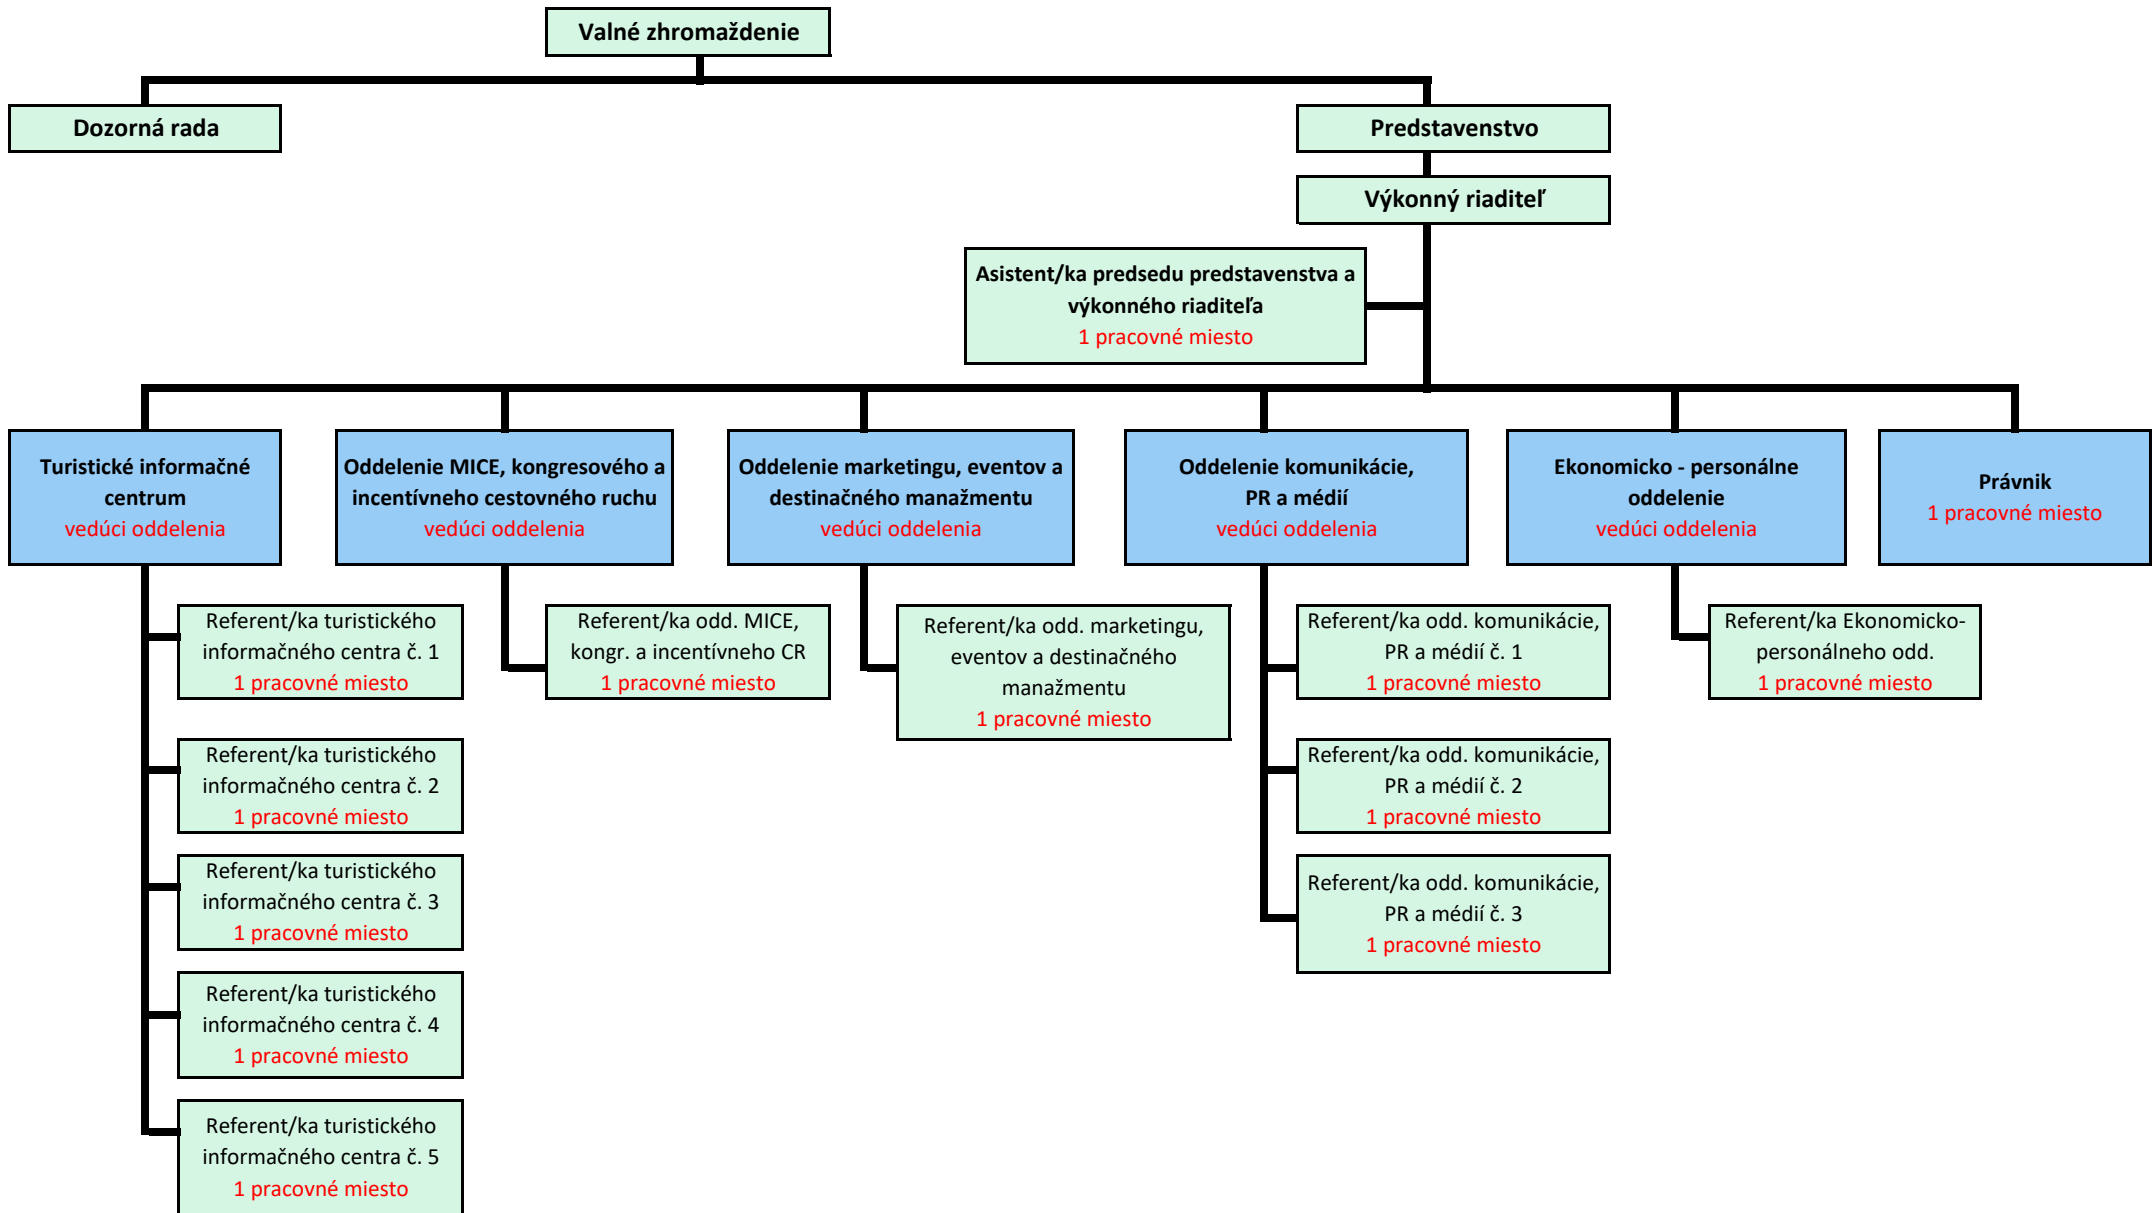 Valné zhromaždenie
Dozorná rada
Predstavenstvo
Výkonný riaditeľ
Asistent/ka predsedu predstavenstva a
výkonného riaditeľa
1 pracovné miesto
Turistické informačné
centrum
vedúci oddelenia
Oddelenie MICE, kongresového a
incentívneho cestovného ruchu
vedúci oddelenia
Oddelenie marketingu, eventov a
destinačného manažmentu
vedúci oddelenia
Oddelenie komunikácie,
PR a médií
vedúci oddelenia
Ekonomicko - personálne
oddelenie
vedúci oddelenia
Právnik
1 pracovné miesto
Referent/ka turistického
informačného centra č. 1
1 pracovné miesto
Referent/ka turistického
informačného centra č. 2
1 pracovné miesto
Referent/ka turistického
informačného centra č. 3
1 pracovné miesto
Referent/ka turistického
informačného centra č. 4
1 pracovné miesto
Referent/ka turistického
informačného centra č. 5
1 pracovné miesto
Referent/ka odd. MICE,
kongr. a incentívneho CR
1 pracovné miesto
Referent/ka odd. marketingu,
eventov a destinačného
manažmentu
1 pracovné miesto
Referent/ka odd. komunikácie,
PR a médií č. 1
1 pracovné miesto
Referent/ka odd. komunikácie,
PR a médií č. 2
1 pracovné miesto
Referent/ka odd. komunikácie,
PR a médií č. 3
1 pracovné miesto
Referent/ka Ekonomicko-
personálneho odd.
1 pracovné miesto